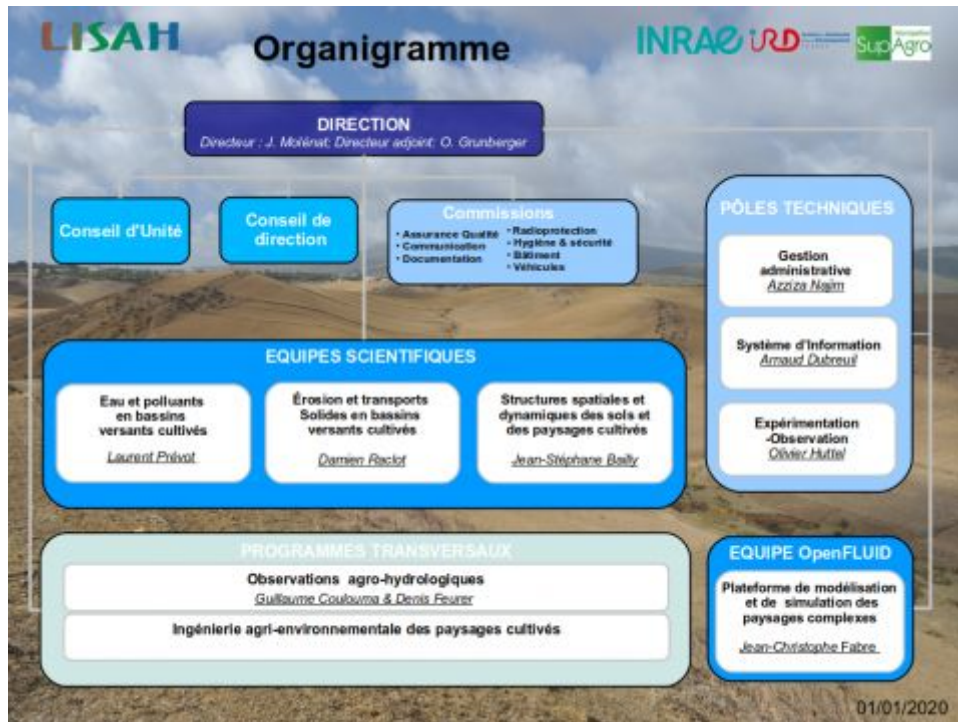 LISAH
Organigramme
INRAE IRD
SupAgro
DIRECTION
Directeur : J. Molénat; Directeur adjoint: O. Grunberger
Conseil d'Unité
Conseil de
direction
Commissions
• Assurance Qualité
• Communication
• Documentation
• Radioprotection
• Hygiène & sécurité
• Bâtiment
• Véhicules
PÔLES TECHNIQUES
Gestion
administrative
Azziza Najim
Système d'Information
Arnaud Dubreuil
Expérimentation
-Observation
Olivier Huttel
EQUIPES SCIENTIFIQUES
Eau et polluants
en bassins
versants cultivés
Laurent Prévot
Érosion et transports
Solides en bassins
versants cultivés
Damien Raclot
Structures spatiales et
dynamiques des sols et
des paysages cultivés
Jean-Stéphane Bailly
PROGRAMMES TRANSVERSAUX
Observations agro-hydrologiques
Guillaume Coulouma & Denis Feurer
Ingénierie agri-environnementale des paysages cultivés
EQUIPE OpenFLUID
Plateforme de modélisation
et de simulation des
paysages complexes
Jean-Christophe Fabre
01/01/2020